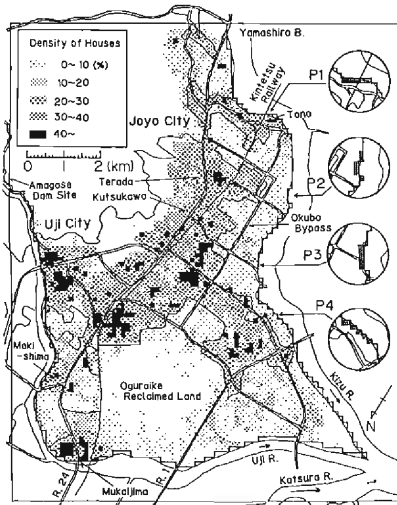 Density of Houses
0~10 (%)
10~20
20~30
30~40
40~
0 1 2 (km)
Yamashiro B.
Kintetsu
Railway
P1
Tono
Joyo City
Terada
Kutsukawa
P2
Amagase
Dam Site
Uji City
Okubo
Bypass
P3
P4
Maki
-shima
Oguraike
Reclaimed Land
Kizu R.
N
Uji R.
Katsura R.
Mukaijima
R. 24
R. 1